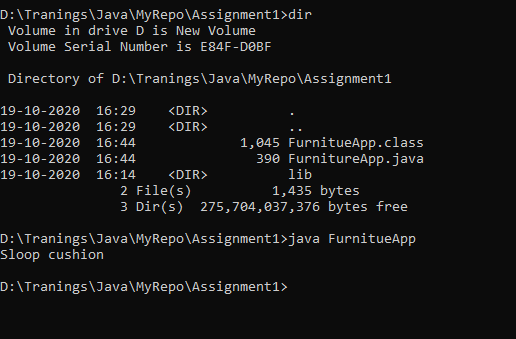 D:\Tranings\Java\MyRepo\Assignment1>dir
 Volume in drive D is New Volume
 Volume Serial Number is E84F-D0BF

 Directory of D:\Tranings\Java\MyRepo\Assignment1

19-10-2020  16:29    <DIR>          .
19-10-2020  16:29    <DIR>          ..
19-10-2020  16:44             1,045 FurnitueApp.class
19-10-2020  16:44               390 FurnitureApp.java
19-10-2020  16:14    <DIR>          lib
               2 File(s)          1,435 bytes
               3 Dir(s)  275,704,037,376 bytes free

D:\Tranings\Java\MyRepo\Assignment1>java FurnitueApp
Sloop cushion

D:\Tranings\Java\MyRepo\Assignment1>